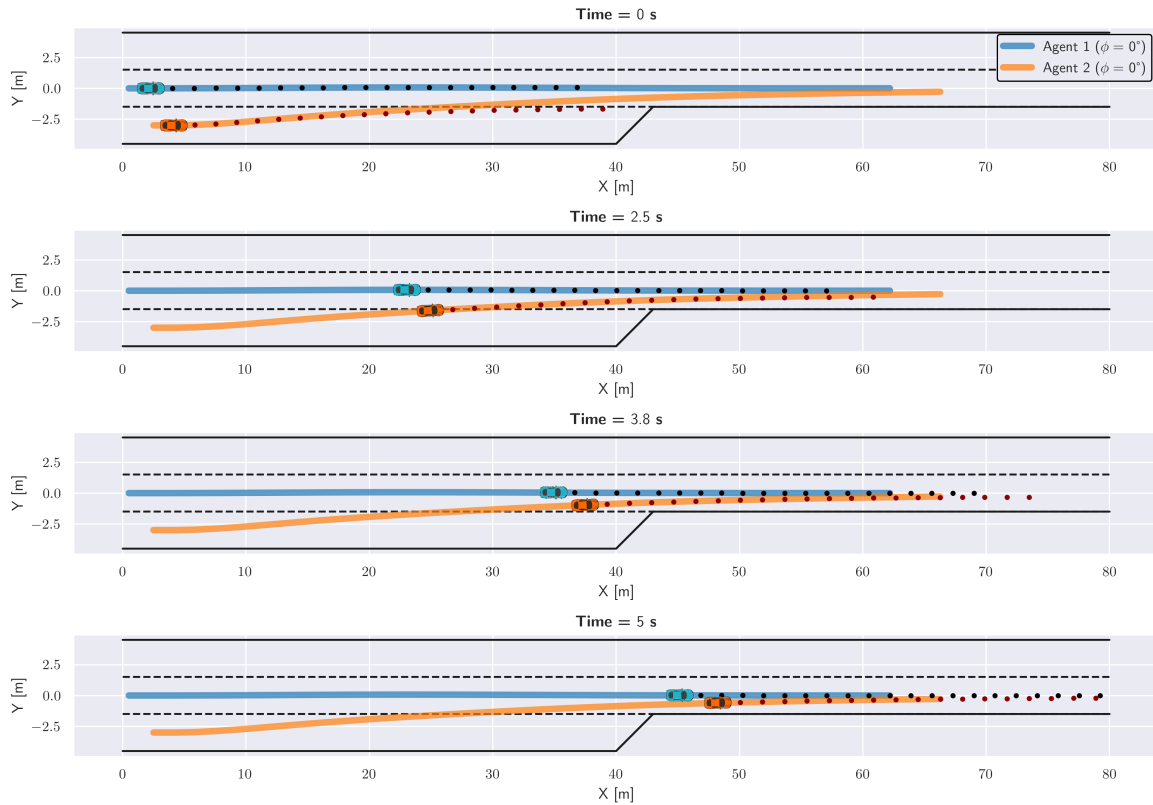 Time = 0 s
Y [m]
2.5
0.0
−2.5
Agent 1 (ϕ = 0°)
Agent 2 (ϕ = 0°)
0 10 20 30 40 50 60 70 80
X [m]
Time = 2.5 s
Y [m]
2.5
0.0
−2.5
0 10 20 30 40 50 60 70 80
X [m]
Time = 3.8 s
Y [m]
2.5
0.0
−2.5
0 10 20 30 40 50 60 70 80
X [m]
Time = 5 s
Y [m]
2.5
0.0
−2.5
0 10 20 30 40 50 60 70 80
X [m]